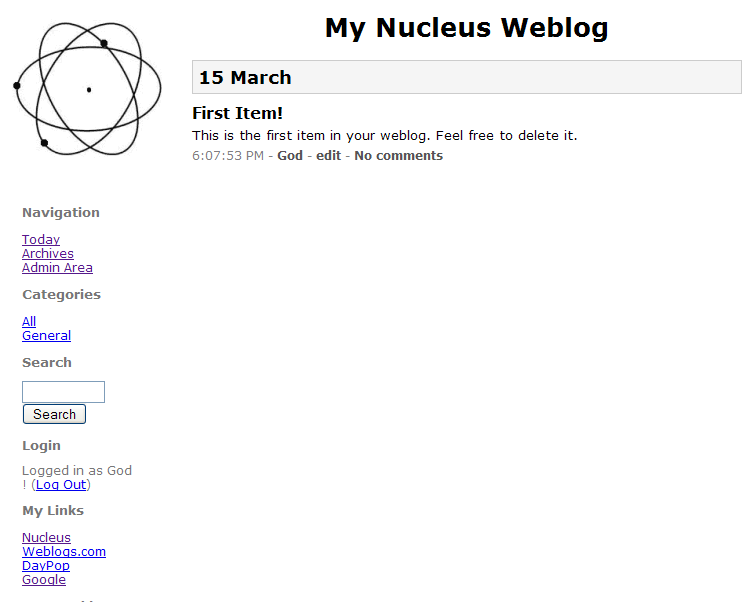 My Nucleus Weblog
15 March
First Item!
This is the first item in your weblog. Feel free to delete it.
6:07:53 PM - God - edit - No comments
Navigation
Today
Archives
Admin Area
Categories
All
General
Search
Search
Login
Logged in as God
! (Log Out)
My Links
Nucleus
Weblogs.com
DayPop
Google